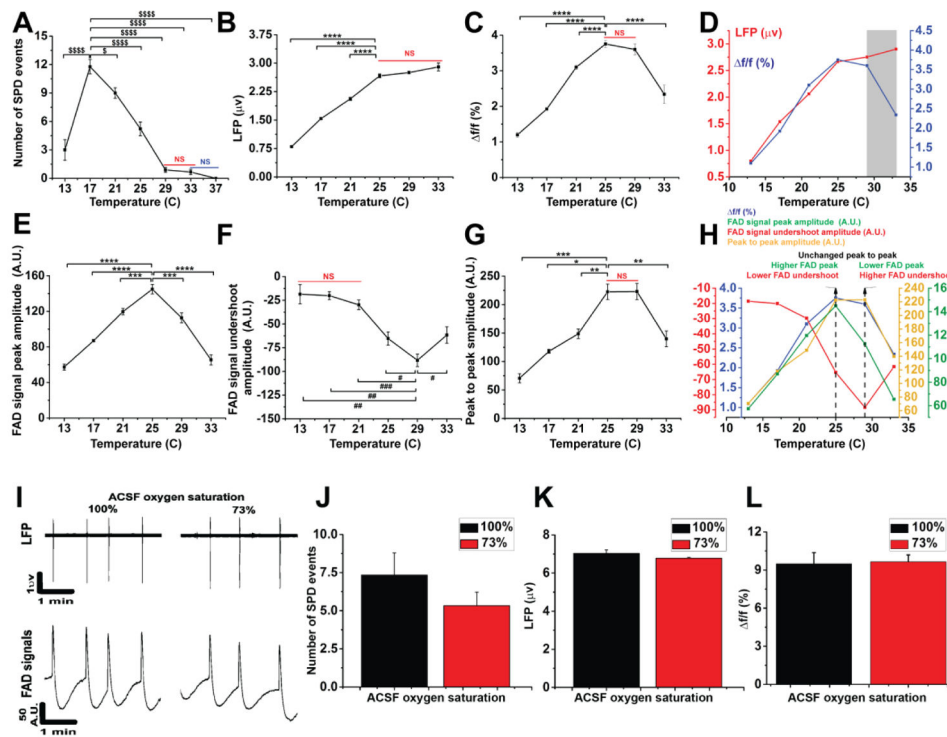 A
Number of SPD events
$$$$
$$$$
$$$$
$$$$
$$$$ $
NS
NS
15
12
9
6
3
0
13 17 21 25 29 33 37
Temperature (C)
B
LFP (μv)
****
****
****
NS
3.75
3.00
2.25
1.50
0.75
0.00
13 17 21 25 29 33
Temperature (C)
C
Δf/f (%)
****
**** * ****
****
NS
4
3
2
1
0
13 17 21 25 29 33
Temperature (C)
D
LFP (μv)
Δf/f (%)
3.0
2.5
2.0
1.5
1.0
0.5
4.5
4.0
3.5
3.0
2.5
2.0
1.5
1.0
0.5
10 15 20 25 30 35
Temperature (C)
E
FAD signal peak amplitude (A.U.)
****
**** ****
*** ***
160
120
80
40
0
13 17 21 25 29 33
Temperature (C)
F
FAD signal undershoot
amplitude (A.U.)
NS
# #
###
##
##
0
-25
-50
-75
-100
-125
-150
13 17 21 25 29 33
Temperature (C)
G
Peak to peak smplitude (A.U.)
***
* **
**
NS
250
200
150
100
50
0
13 17 21 25 29 33
Temperature (C)
Δf/f (%)
FAD signal peak amplitude (A.U.)
FAD signal undershoot amplitude (A.U.)
Peak to peak amplitude (A.U.)
H
Unchanged peak to peak
Higher FAD peak Lower FAD peak
Lower FAD undershoot Higher FAD undershoot
-10
-20
-30
-40
-50
-60
-70
-80
-90
4.0
3.5
3.0
2.5
2.0
1.5
1.0
240
220
200
180
160
140
120
100
80
60
16
14
12
10
80
60
10 15 20 25 30 35
Temperature (C)
I
ACSF oxygen saturation
100% 73%
LFP
1υv
1 min 1 min
FAD signals
50
A.U.
1 min 1 min
J
100%
73%
Number of SPD events
10.0
7.5
5.0
2.5
0.0
ACSF oxygen saturation
K
100%
73%
LFP (μv)
8
6
4
2
0
ACSF oxygen saturation
L
100%
73%
Δf/f (%)
12
9
6
3
0
ACSF oxygen saturation